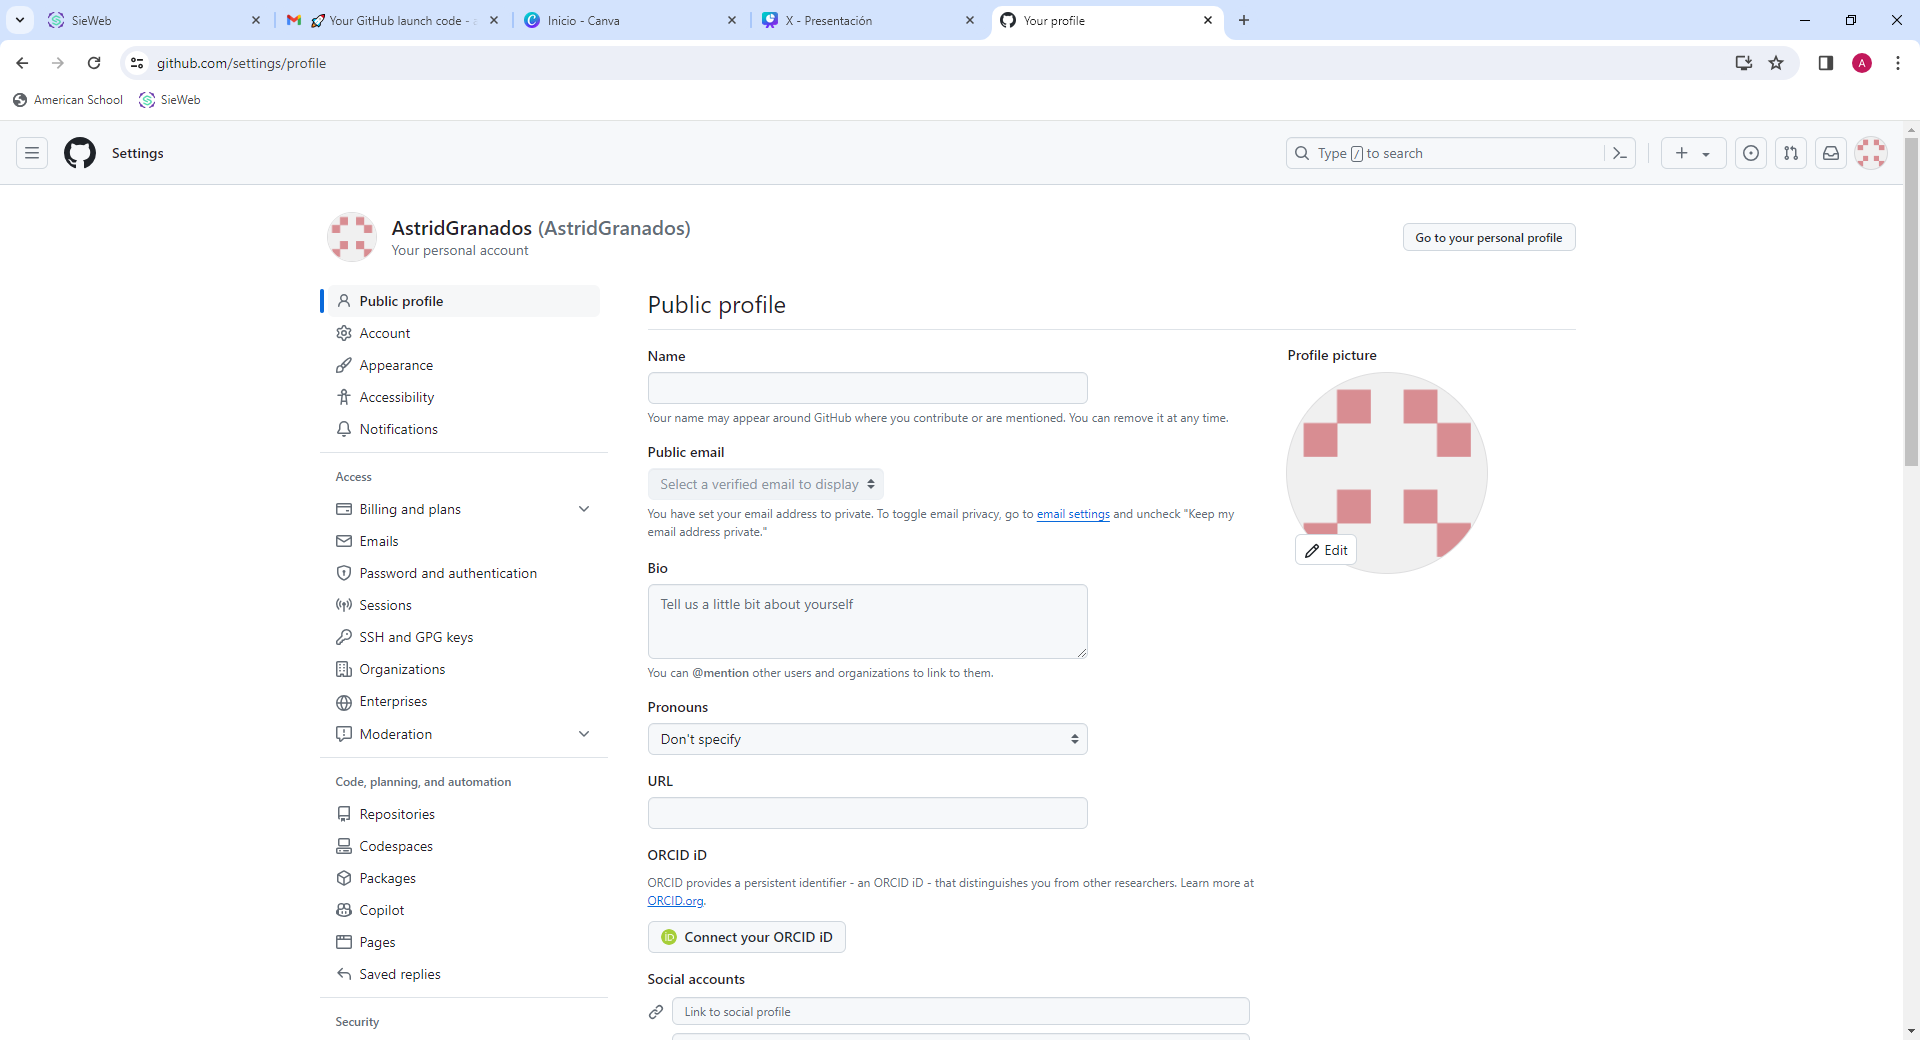 SieWeb
Your GitHub launch code -
Inicio - Canva
X - Presentación
Your profile
github.com/settings/profile
A
American School
SieWeb
Settings
Type / to search
AstridGranados (AstridGranados)
Your personal account
Go to your personal profile
Public profile
Account
Appearance
Accessibility
Notifications
Access
Billing and plans
Emails
Password and authentication
Sessions
SSH and GPG keys
Organizations
Enterprises
Moderation
Code, planning, and automation
Repositories
Codespaces
Packages
Copilot
Pages
Saved replies
Security
Public profile
Name
Your name may appear around GitHub where you contribute or are mentioned. You can remove it at any time.
Public email
Select a verified email to display
You have set your email address to private. To toggle email privacy, go to email settings and uncheck "Keep my
email address private."
Bio
Tell us a little bit about yourself
You can @mention other users and organizations to link to them.
Pronouns
Don't specify
URL
ORCID iD
ORCID provides a persistent identifier - an ORCID iD - that distinguishes you from other researchers. Learn more at
ORCID.org.
iD Connect your ORCID iD
Social accounts
Link to social profile
Profile picture
Edit